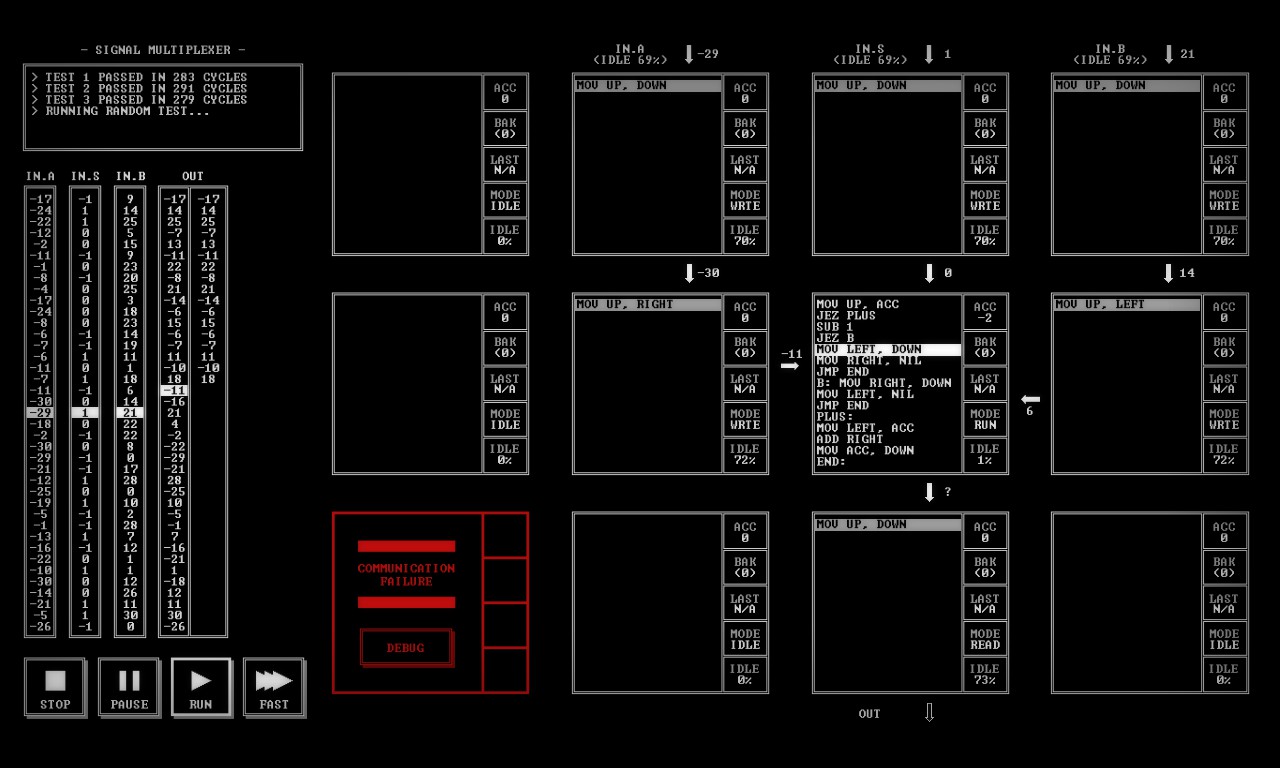 - SIGNAL MULTIPLEXER -
> TEST 1 PASSED IN 283 CYCLES
> TEST 2 PASSED IN 291 CYCLES
> TEST 3 PASSED IN 279 CYCLES
> RUNNING RANDOM TEST...
IN.A IN.S IN.B OUT
-17 -1 9 -17 -17
-24 1 14 14 14
-22 1 25 25 25
-12 0 5 -7 -7
-2 0 15 13 13
-11 -1 9 -11 -11
-1 0 23 22 22
-8 -1 20 -8 -8
-4 0 25 21 21
-17 0 3 -14 -14
-24 0 18 -6 -6
-8 0 23 15 15
-6 -1 14 -6 -6
-7 -1 19 -7 -7
-6 1 11 11 11
-11 0 1 -10 -10
-7 1 18 18 18
-11 -1 6 -11
-30 0 14 -16
-29 1 21 21
-18 0 22 4
-2 -1 22 -2
-30 0 8 -22
-29 0 0 -29
-21 -1 17 -21
-12 1 28 28
-25 0 0 -25
-19 1 10 10
-5 -1 2 -5
-1 -1 28 -1
-13 1 7 7
-16 -1 12 -16
-22 0 1 -21
-10 1 1 1
-30 0 12 -18
-14 0 26 12
-21 1 11 11
-5 1 30 30
-26 -1 0 -26
STOP
PAUSE
RUN
FAST
IN.A
(IDLE 69%)
-29
IN.S
(IDLE 69%)
1
IN.B
(IDLE 69%)
21
ACC
0
BAK
(0)
LAST
N/A
MODE
IDLE
IDLE
0%
MOV UP, DOWN
ACC
0
BAK
(0)
LAST
N/A
MODE
WRTE
IDLE
70%
MOV UP, DOWN
ACC
0
BAK
(0)
LAST
N/A
MODE
WRTE
IDLE
70%
MOV UP, DOWN
ACC
0
BAK
(0)
LAST
N/A
MODE
WRTE
IDLE
70%
-30
0
14
ACC
0
BAK
(0)
LAST
N/A
MODE
IDLE
IDLE
0%
MOV UP, RIGHT
ACC
0
BAK
(0)
LAST
N/A
MODE
WRTE
IDLE
72%
-11
MOV UP, ACC
JEZ PLUS
SUB 1
JEZ B
MOV LEFT, DOWN
MOV RIGHT, NIL
JMP END
B: MOV RIGHT, DOWN
MOV LEFT, NIL
JMP END
PLUS:
MOV LEFT, ACC
ADD RIGHT
MOV ACC, DOWN
END:
ACC
-2
BAK
(0)
LAST
N/A
MODE
RUN
IDLE
1%
6
MOV UP, LEFT
ACC
0
BAK
(0)
LAST
N/A
MODE
WRTE
IDLE
72%
?
COMMUNICATION
FAILURE
DEBUG
ACC
0
BAK
(0)
LAST
N/A
MODE
IDLE
IDLE
0%
MOV UP, DOWN
ACC
0
BAK
(0)
LAST
N/A
MODE
READ
IDLE
73%
ACC
0
BAK
(0)
LAST
N/A
MODE
IDLE
IDLE
0%
OUT